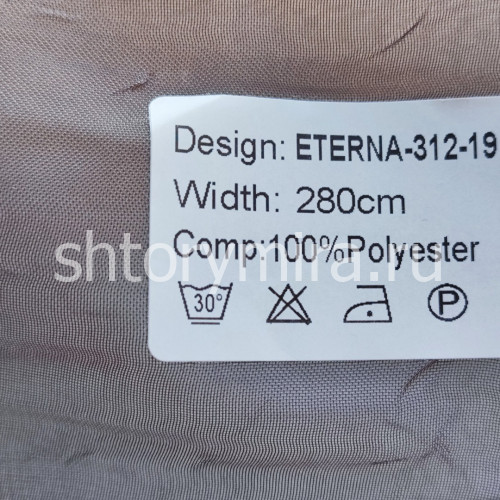 Design: ETERNA-312-19
Width: 280cm
Comp:100%Polyester
shtorymira.ru
30°
P